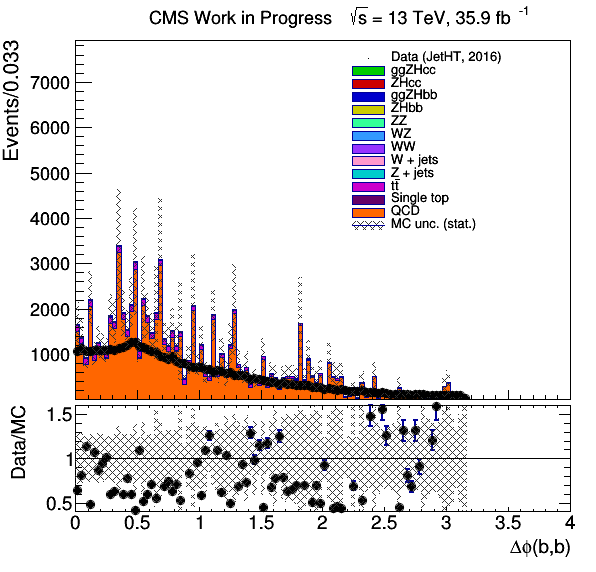 CMS Work in Progress √s = 13 TeV, 35.9 fb⁻¹
Events/0.033
7000
6000
5000
4000
3000
2000
1000
Data (JetHT, 2016)
ggZHcc
ZHcc
ggZHbb
ZHbb
ZZ
WZ
WW
W + jets
Z + jets
tt̄
Single top
QCD
MC unc. (stat.)
Data/MC
1.5
1
0.5
0 0.5 1 1.5 2 2.5 3 3.5 4
Δϕ(b,b)